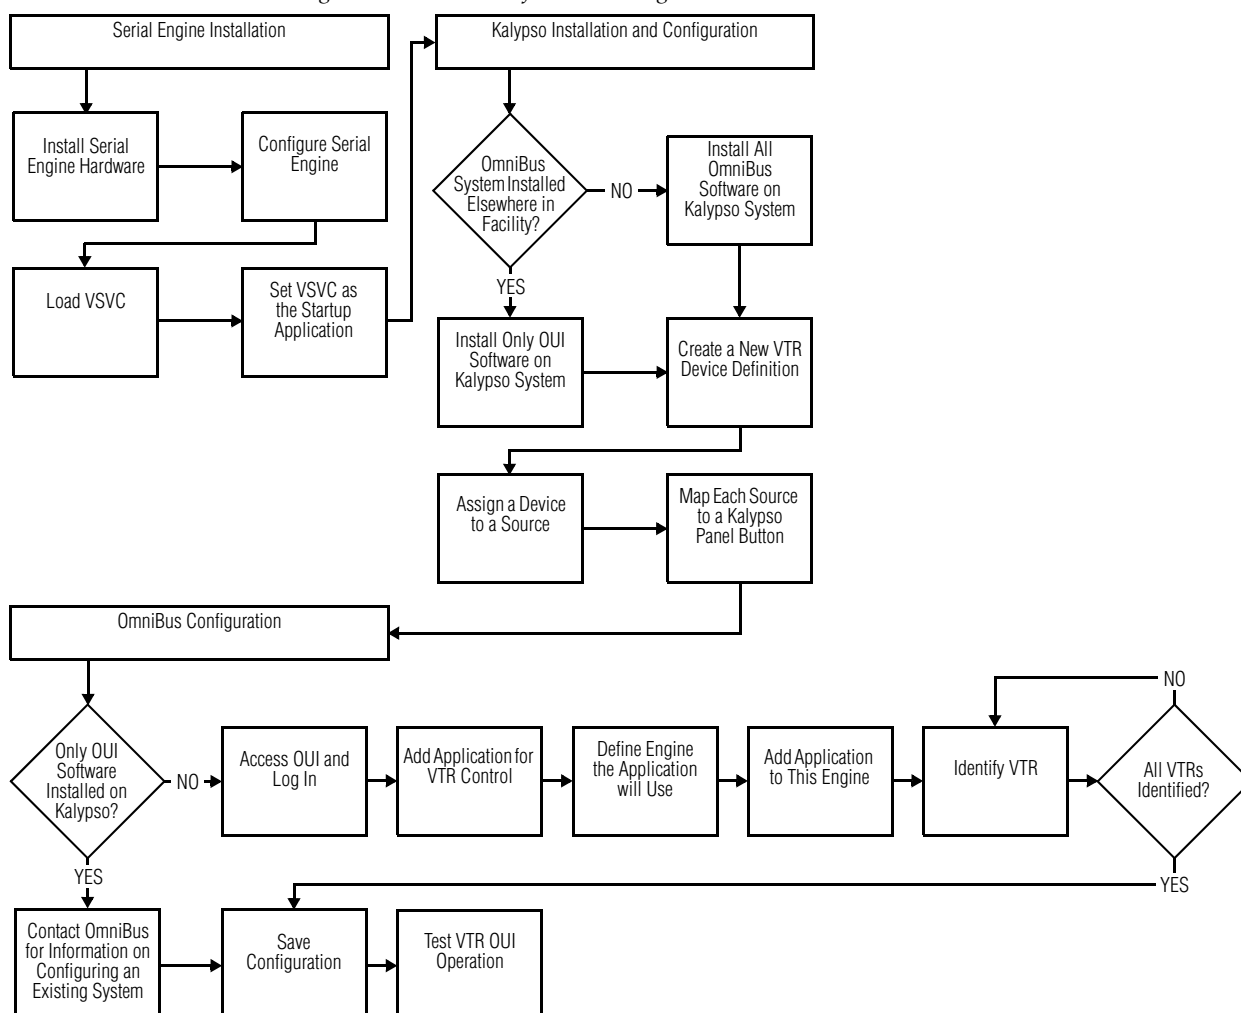 Serial Engine Installation
Kalypso Installation and Configuration
Install Serial
Engine Hardware
Configure Serial
Engine
OmniBus
System Installed
Elsewhere in
Facility?
NO
Install All
OmniBus
Software on
Kalypso System
YES
Load VSVC
Set VSVC as
the Startup
Application
Install Only OUI
Software on
Kalypso System
Create a New VTR
Device Definition
Assign a Device
to a Source
Map Each Source
to a Kalypso
Panel Button
OmniBus Configuration
Only OUI
Software
Installed on
Kalypso?
NO
Access OUI and
Log In
Add Application for
VTR Control
Define Engine
the Application
will Use
Add Application
to This Engine
Identify VTR
NO
All VTRs
Identified?
YES
YES
Contact OmniBus
for Information on
Configuring an
Existing System
Save
Configuration
Test VTR OUI
Operation